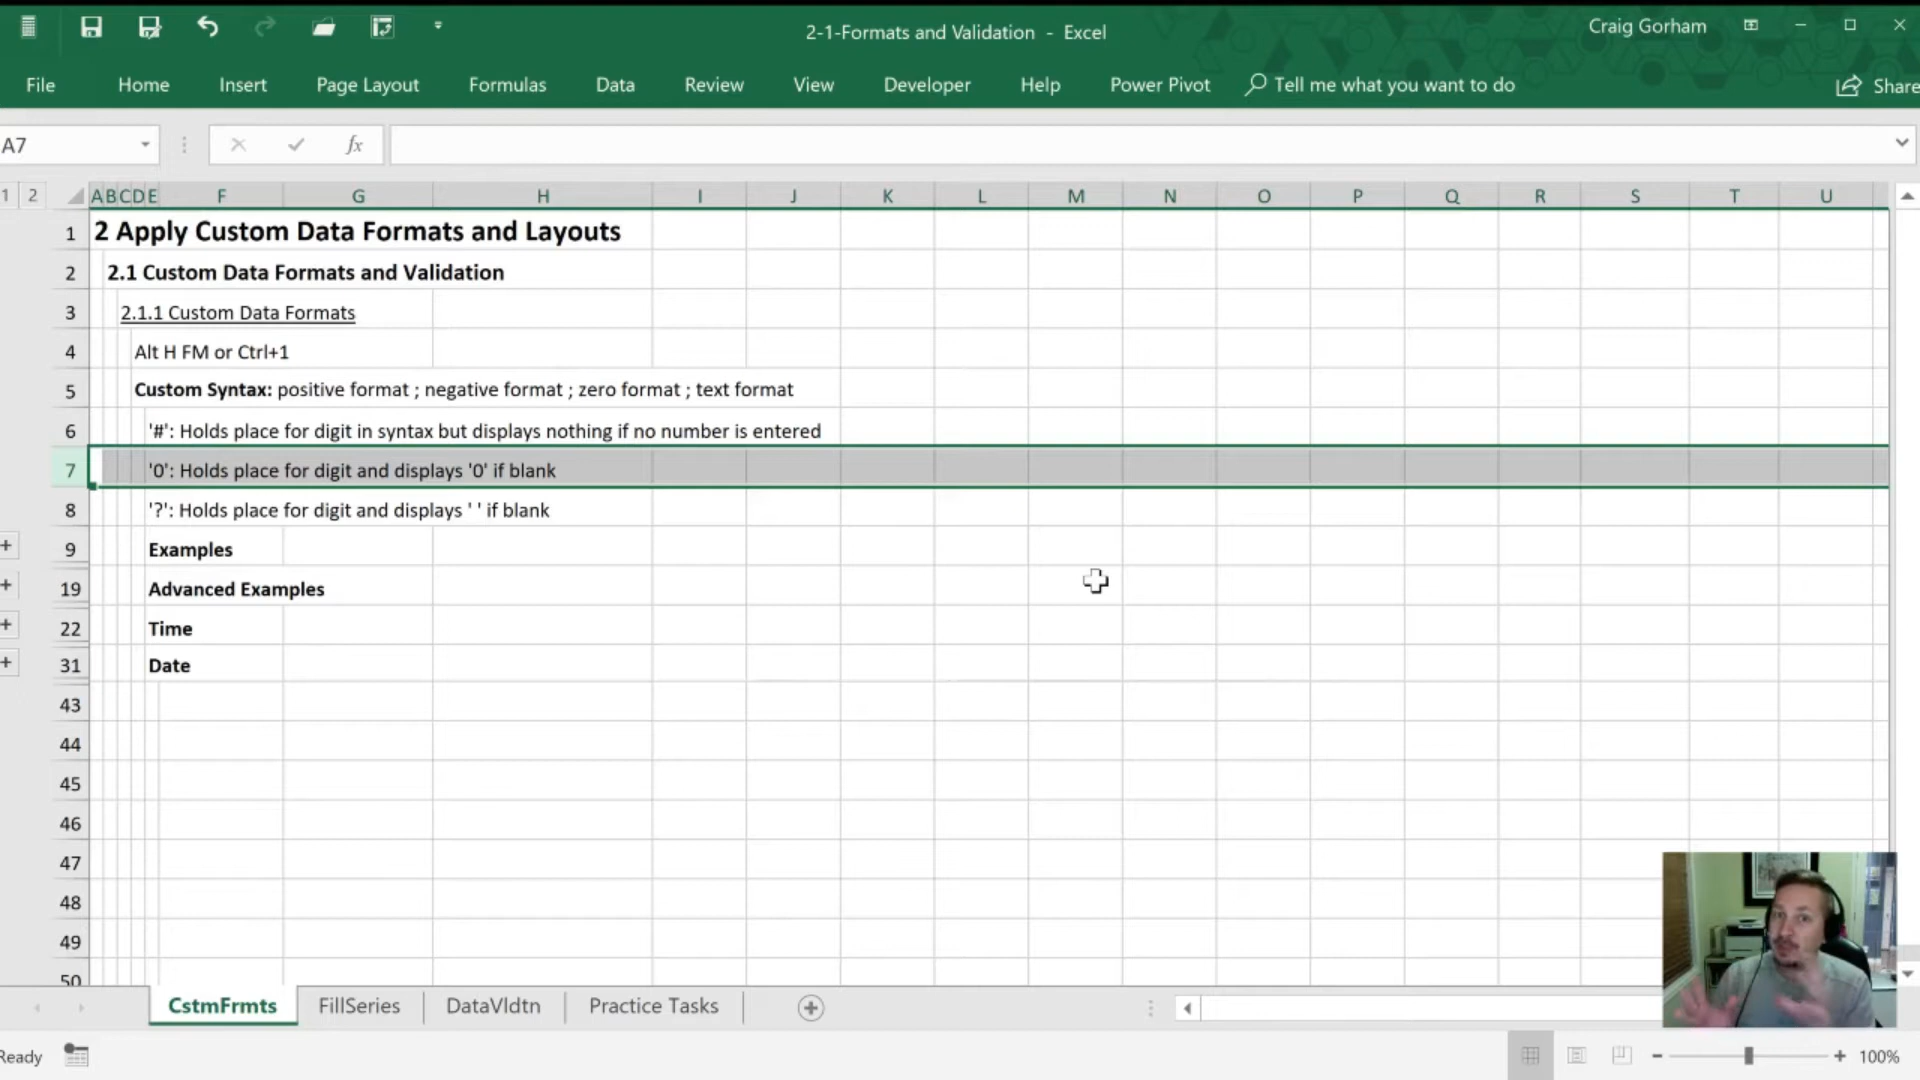 2-1-Formats and Validation - Excel
Craig Gorham
File Home Insert Page Layout Formulas Data Review View Developer Help Power Pivot Tell me what you want to do Share
A7
fx
1 2 A B C D E F G H I J K L M N O P Q R S T U
1 2 Apply Custom Data Formats and Layouts
2 2.1 Custom Data Formats and Validation
3 2.1.1 Custom Data Formats
4 Alt H FM or Ctrl+1
5 Custom Syntax: positive format ; negative format ; zero format ; text format
6 '#': Holds place for digit in syntax but displays nothing if no number is entered
7 '0': Holds place for digit and displays '0' if blank
8 '?': Holds place for digit and displays ' ' if blank
9 Examples
19 Advanced Examples
22 Time
31 Date
43
44
45
46
47
48
49
50
CstmFrmts FillSeries DataVldtn Practice Tasks
Ready
100%